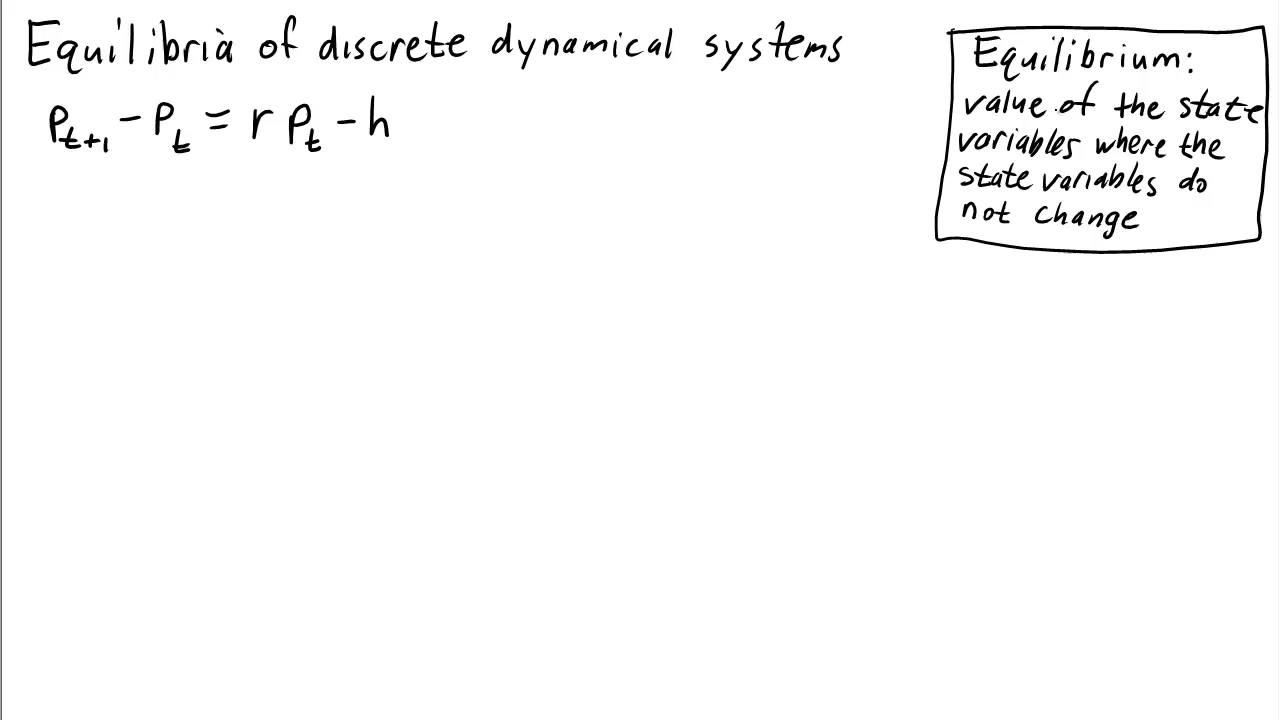 Equilibria of discrete dynamical systems
P_{t+1} - P_t = r P_t - h
Equilibrium:
value of the state
variables where the
state variables do
not change